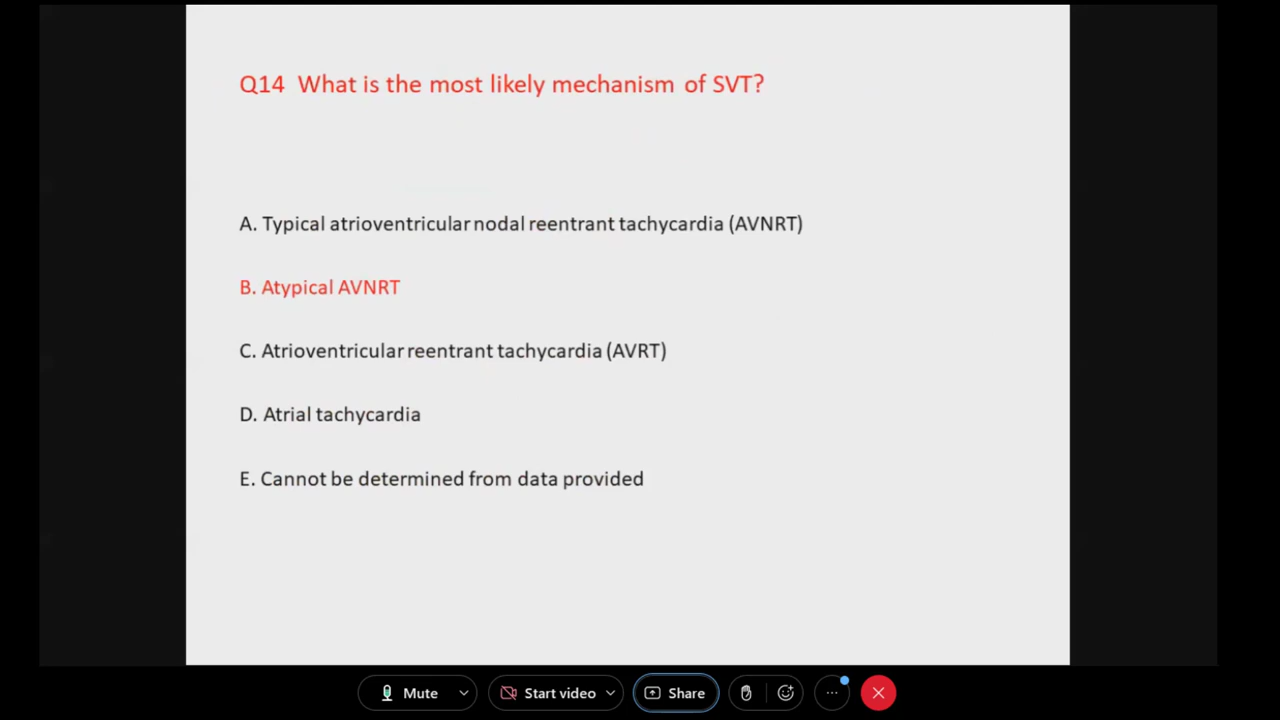 Q14 What is the most likely mechanism of SVT?
A. Typical atrioventricular nodal reentrant tachycardia (AVNRT)
B. Atypical AVNRT
C. Atrioventricular reentrant tachycardia (AVRT)
D. Atrial tachycardia
E. Cannot be determined from data provided
Mute Start video Share